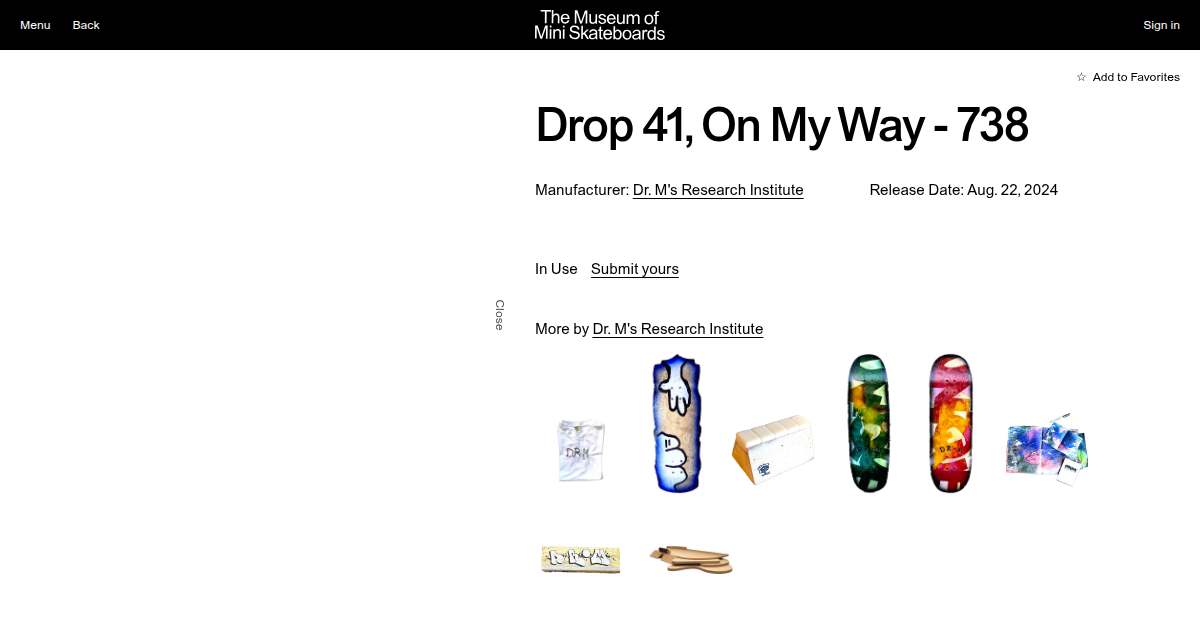 Menu
Back
The Museum of
Mini Skateboards
Sign in
☆ Add to Favorites
Drop 41, On My Way - 738
Manufacturer: Dr. M's Research Institute
Release Date: Aug. 22, 2024
In Use
Submit yours
Close
More by Dr. M's Research Institute
DRM